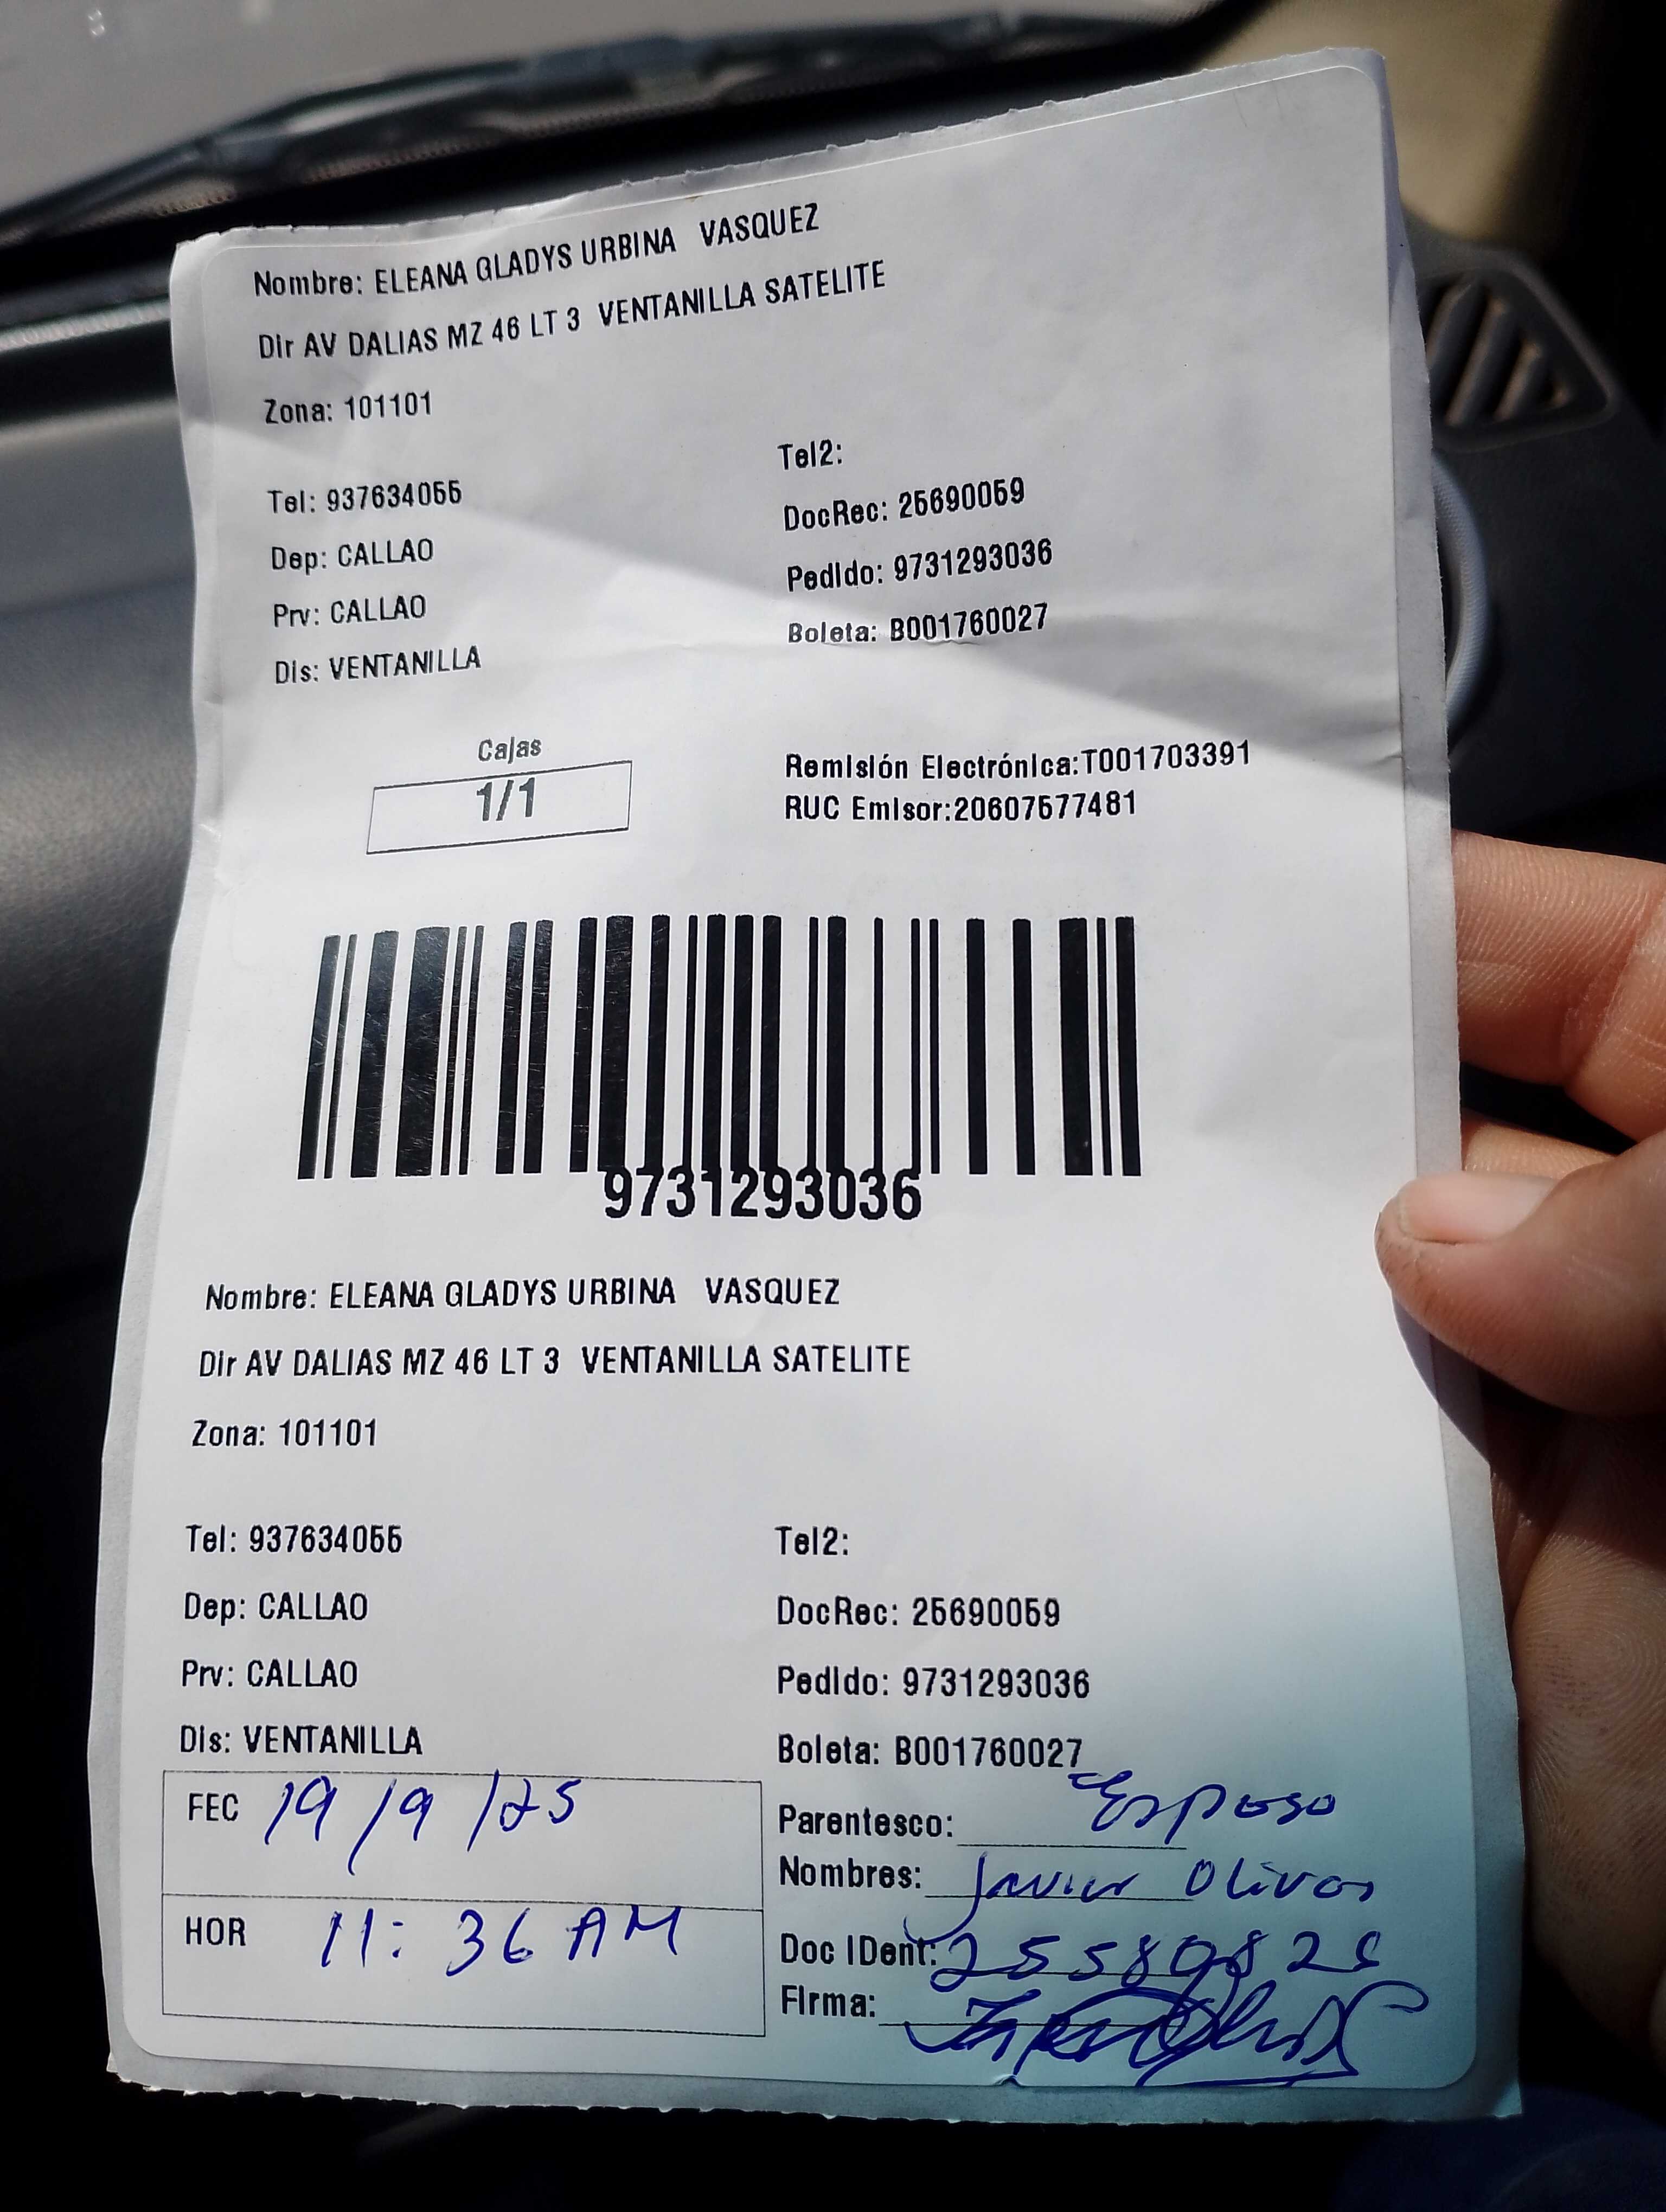 Nombre: ELEANA GLADYS URBINA VASQUEZ
Dir AV DALIAS MZ 46 LT 3 VENTANILLA SATELITE
Zona: 101101
Tel2:
Tel: 937634055
DocRec: 25690059
Dep: CALLAO
Pedido: 9731293036
Prv: CALLAO
Boleta: B001760027
Dis: VENTANILLA
Cajas
1/1
Remisión Electrónica:T001703391
RUC Emisor:20607577481
9731293036
Nombre: ELEANA GLADYS URBINA VASQUEZ
Dir AV DALIAS MZ 46 LT 3 VENTANILLA SATELITE
Zona: 101101
Tel: 937634055 Tel2:
Dep: CALLAO DocRec: 25690059
Prv: CALLAO Pedido: 9731293036
Dis: VENTANILLA Boleta: B001760027
FEC 19/9/25
Parentesco: Esposo
Nombres: Javier Olivos
HOR 11:36 AM
Doc IDent:
Firma: